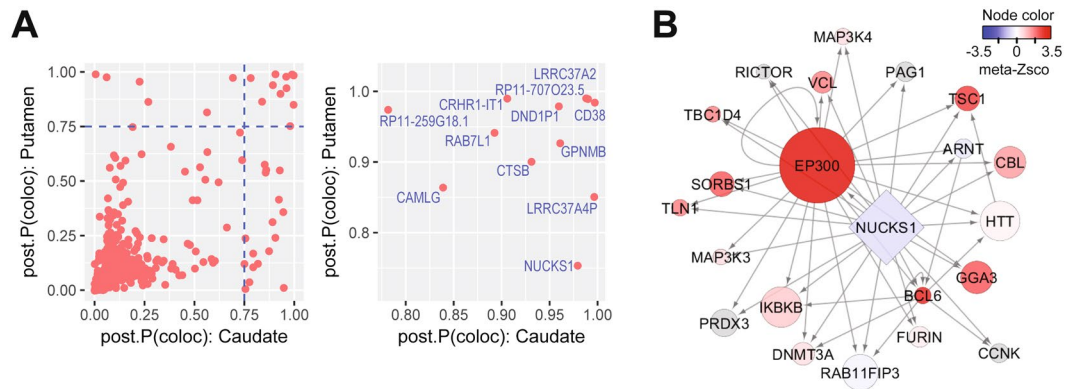 A
post.P(coloc): Putamen
1.00
0.75
0.50
0.25
0.00
0.00 0.25 0.50 0.75 1.00
post.P(coloc): Caudate
post.P(coloc): Putamen
1.0
0.9
0.8
LRRC37A2
RP11-707O23.5
CRHR1-IT1
DND1P1
CD38
RP11-259G18.1
RAB7L1
GPNMB
CTSB
CAMLG
LRRC37A4P
NUCKS1
0.80 0.85 0.90 0.95 1.00
post.P(coloc): Caudate
B
Node color
-3.5 0 3.5
meta-Zsco
MAP3K4
RICTOR
PAG1
VCL
TSC1
TBC1D4
ARNT
CBL
EP300
SORBS1
TLN1
HTT
NUCKS1
MAP3K3
GGA3
BCL6
IKBKB
PRDX3
FURIN
DNMT3A
CCNK
RAB11FIP3